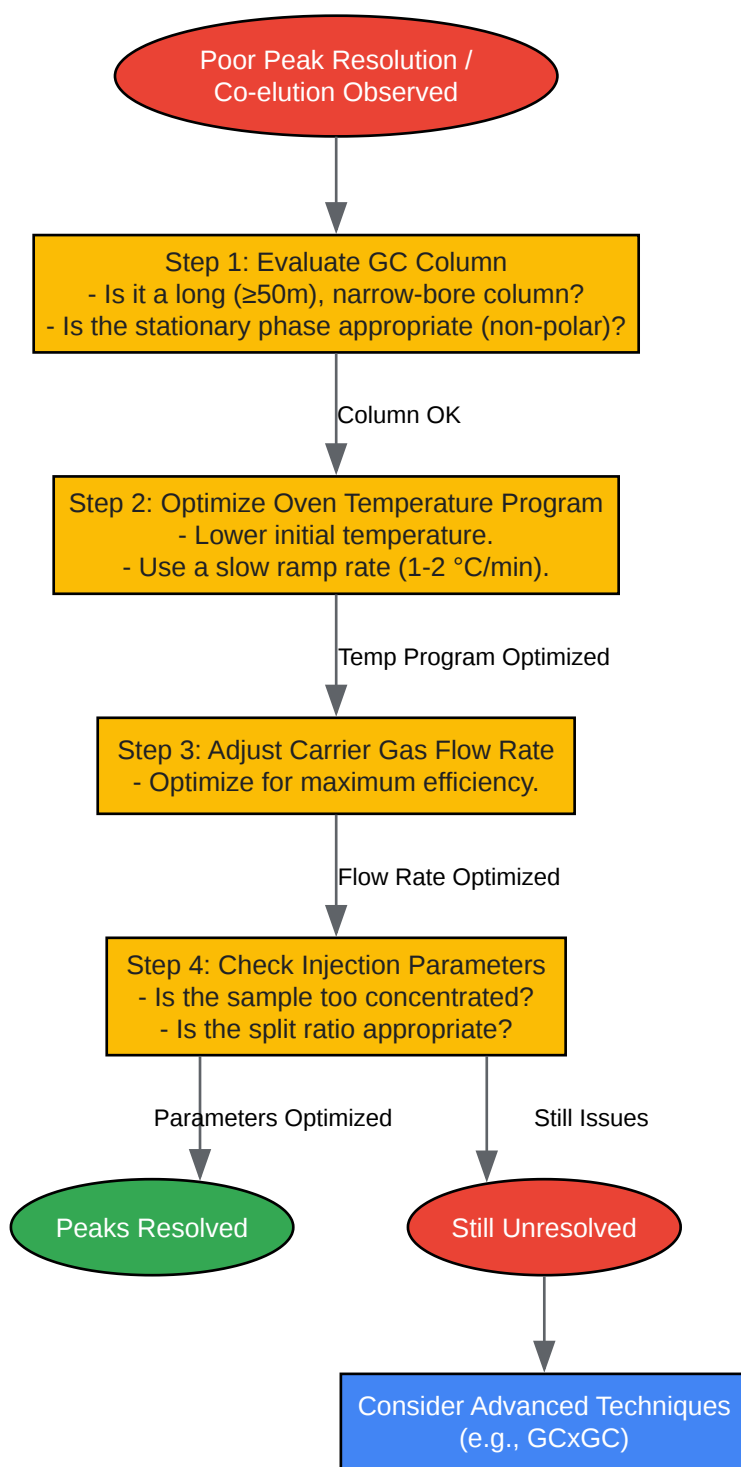 Poor Peak Resolution /
Co-elution Observed
Step 1: Evaluate GC Column
- Is it a long (≥50m), narrow-bore column?
- Is the stationary phase appropriate (non-polar)?
Column OK
Step 2: Optimize Oven Temperature Program
- Lower initial temperature.
- Use a slow ramp rate (1-2 °C/min).
Temp Program Optimized
Step 3: Adjust Carrier Gas Flow Rate
- Optimize for maximum efficiency.
Flow Rate Optimized
Step 4: Check Injection Parameters
- Is the sample too concentrated?
- Is the split ratio appropriate?
Parameters Optimized
Still Issues
Peaks Resolved
Still Unresolved
Consider Advanced Techniques
(e.g., GCxGC)